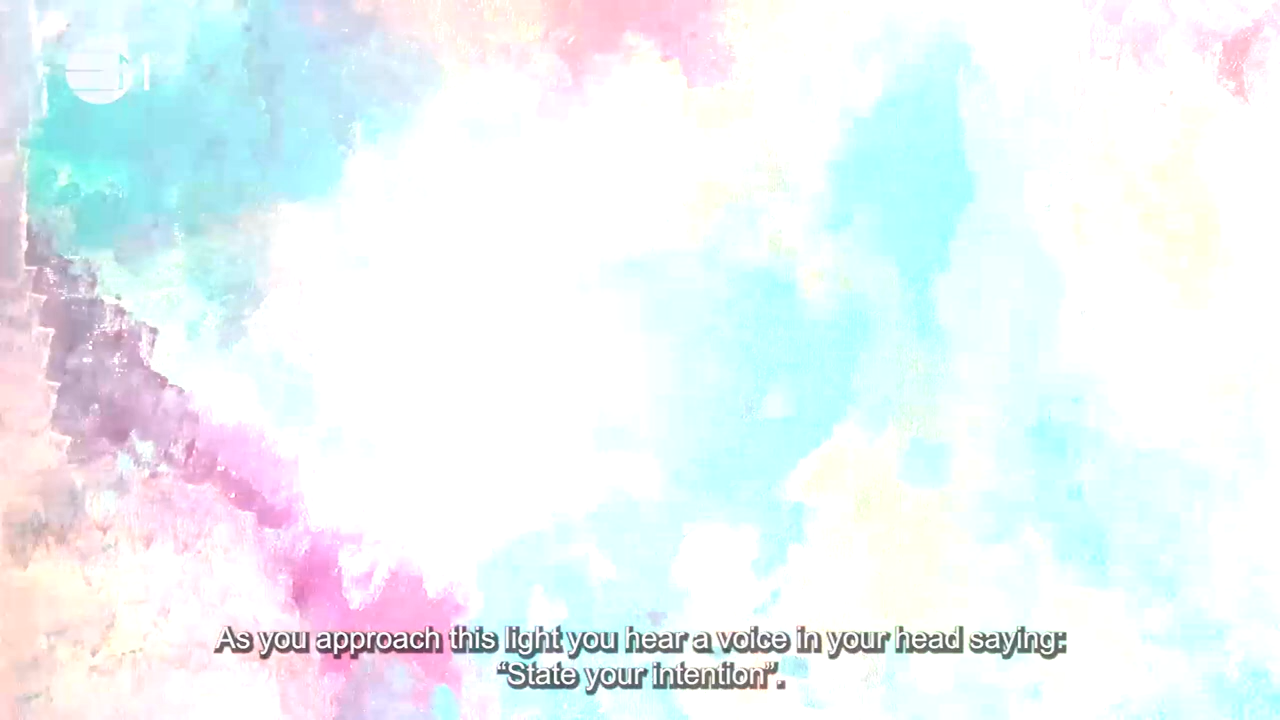 As you approach this light you hear a voice in your head saying:
“State your intention”.